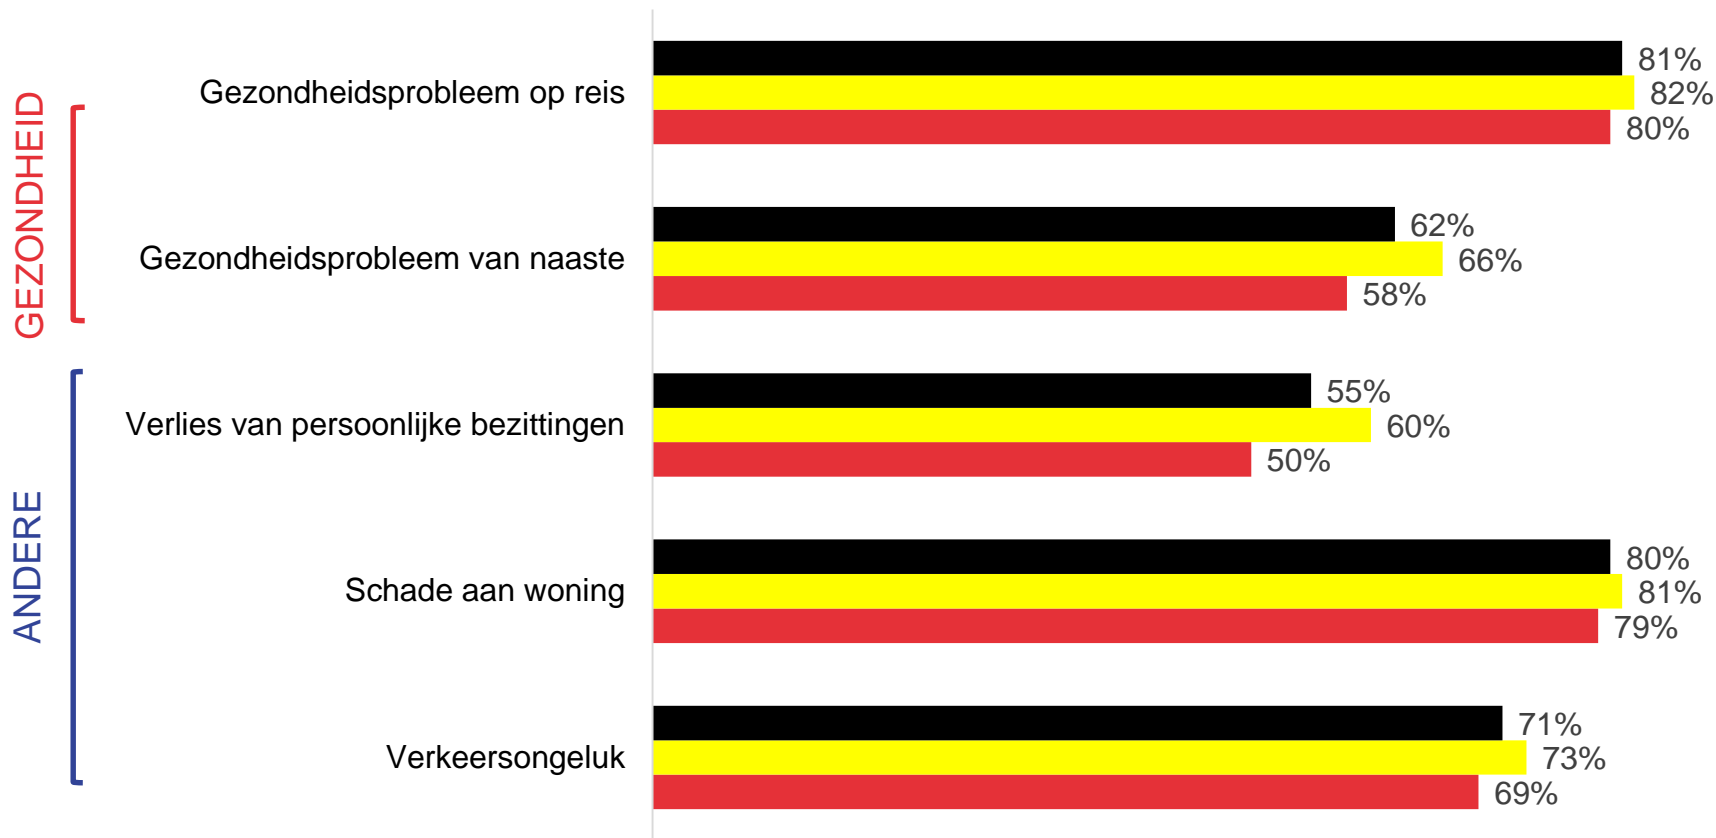 GEZONDHEID
Gezondheidsprobleem op reis
81%
82%
80%
Gezondheidsprobleem van naaste
62%
66%
58%
ANDERE
Verlies van persoonlijke bezittingen
55%
60%
50%
Schade aan woning
80%
81%
79%
Verkeersongeluk
71%
73%
69%